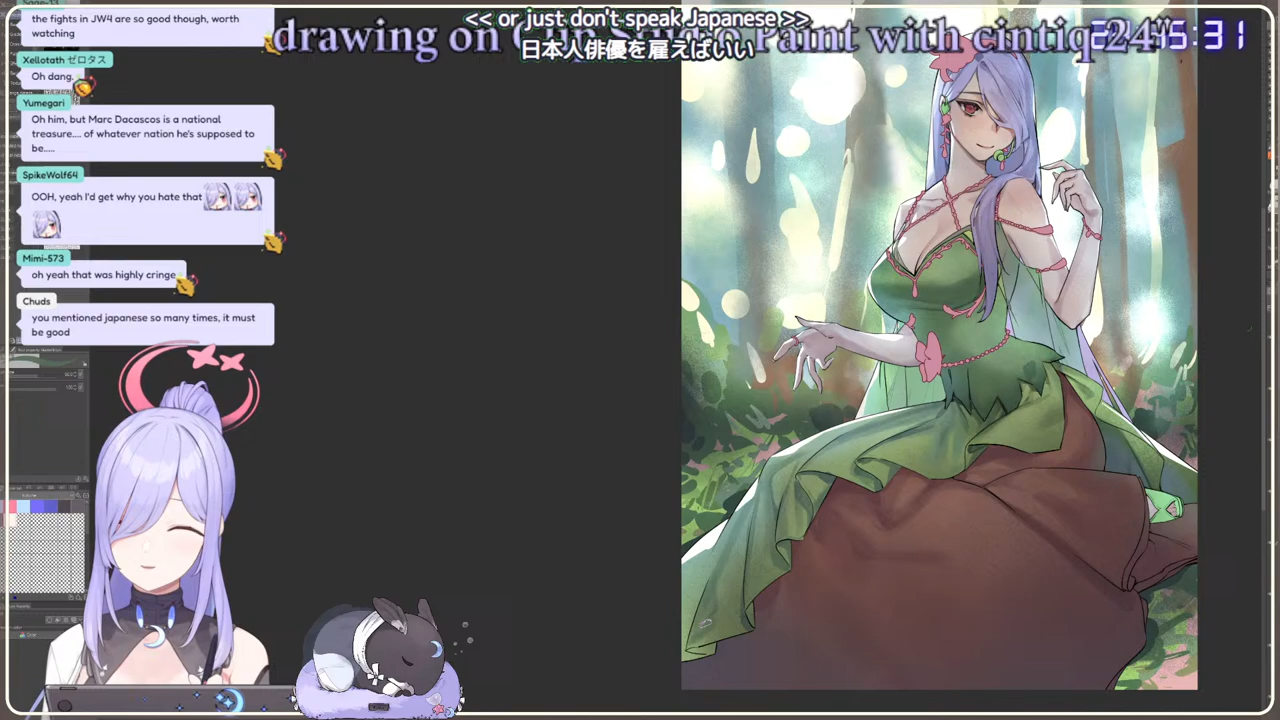 the fights in JW4 are so good though, worth
watching
Xellotath ゼロタス
Oh dang.
Yumegari
Oh him, but Marc Dacascos is a national
treasure.... of whatever nation he's supposed to
be.....
SpikeWolf64
OOH, yeah I'd get why you hate that
Mimi-573
oh yeah that was highly cringe
Chuds
you mentioned japanese so many times, it must
be good
<< or just don't speak Japanese >>
drawing on Clip Studio Paint with cintiq 24"
日本人俳優を雇えばいい